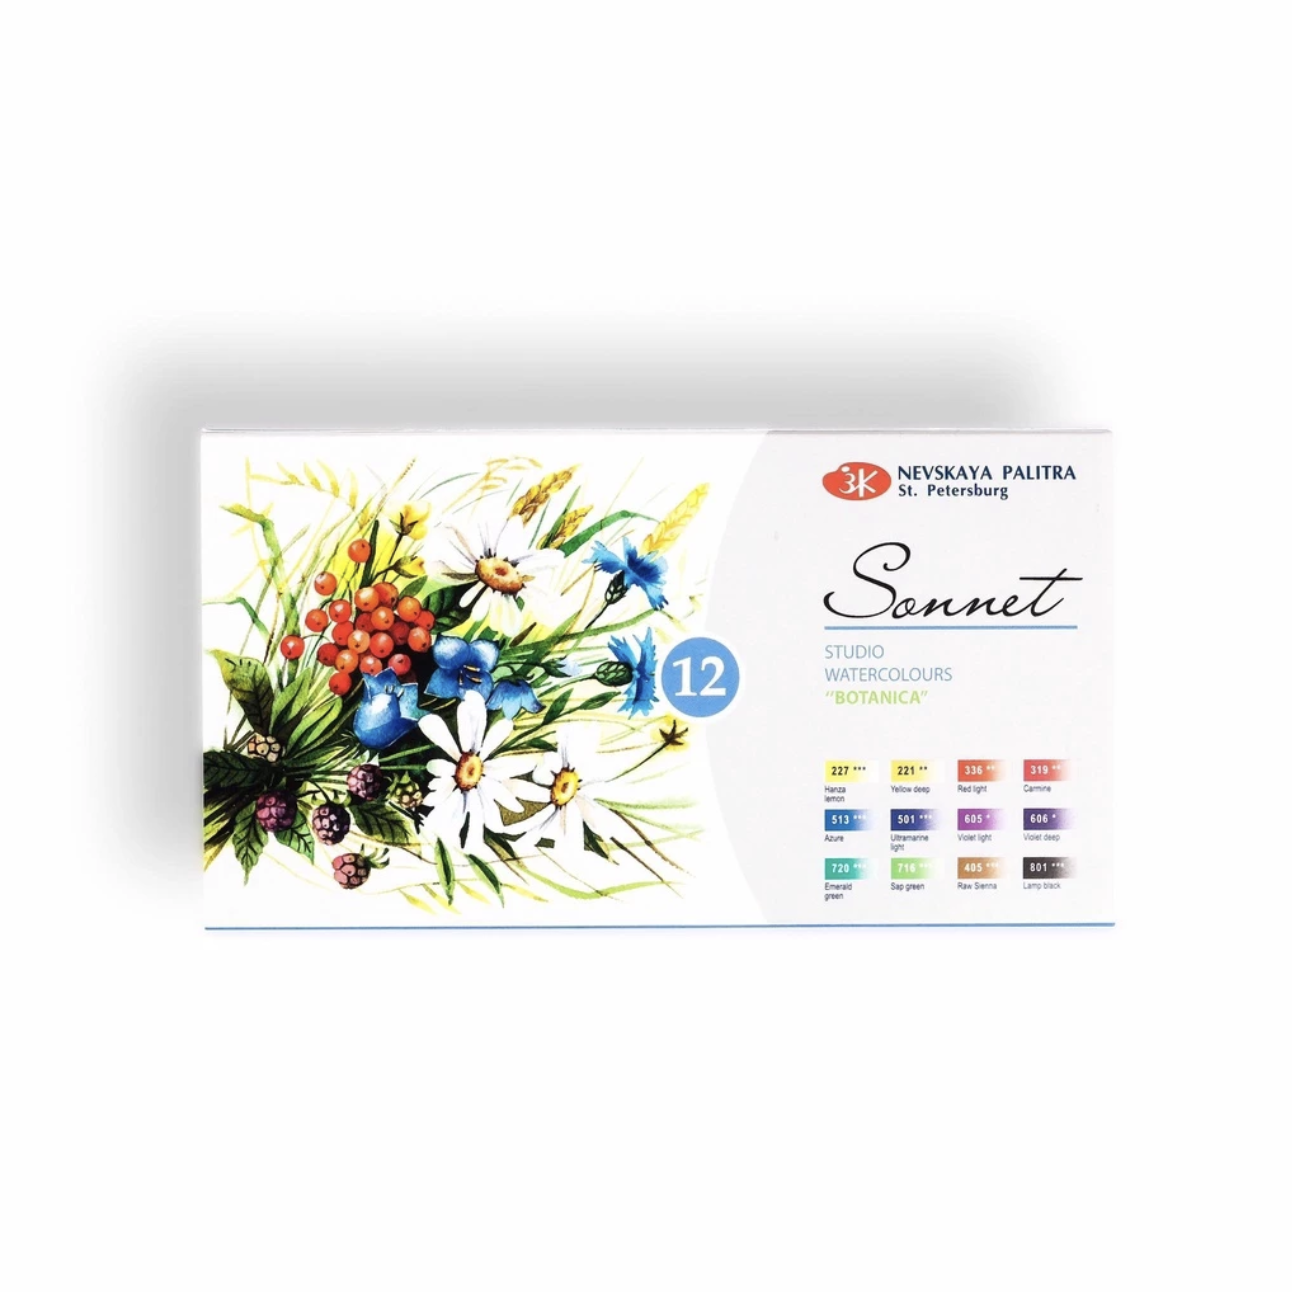 3K
NEVSKAYA PALITRA
St. Petersburg
Sonnet
STUDIO
WATERCOLOURS
"BOTANICA"
12
227 *** 221 ** 336 ** 319 **
Hanza lemon Yellow deep Red light Carmine
513 *** 501 *** 605 * 606 *
Azure Ultramarine light Violet light Violet deep
720 *** 716 *** 405 *** 801 ***
Emerald green Sap green Raw Sienna Lamp black